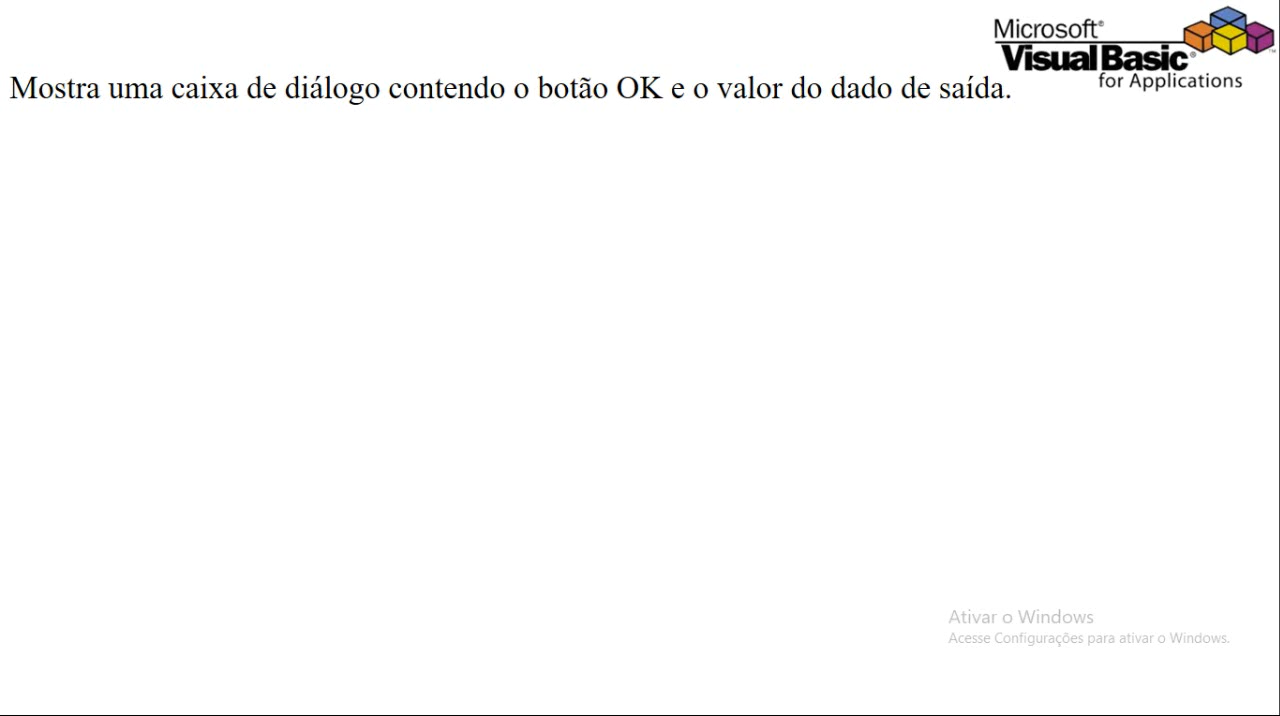 Microsoft®
Visual Basic®
for Applications
Mostra uma caixa de diálogo contendo o botão OK e o valor do dado de saída.
Ativar o Windows
Acesse Configurações para ativar o Windows.